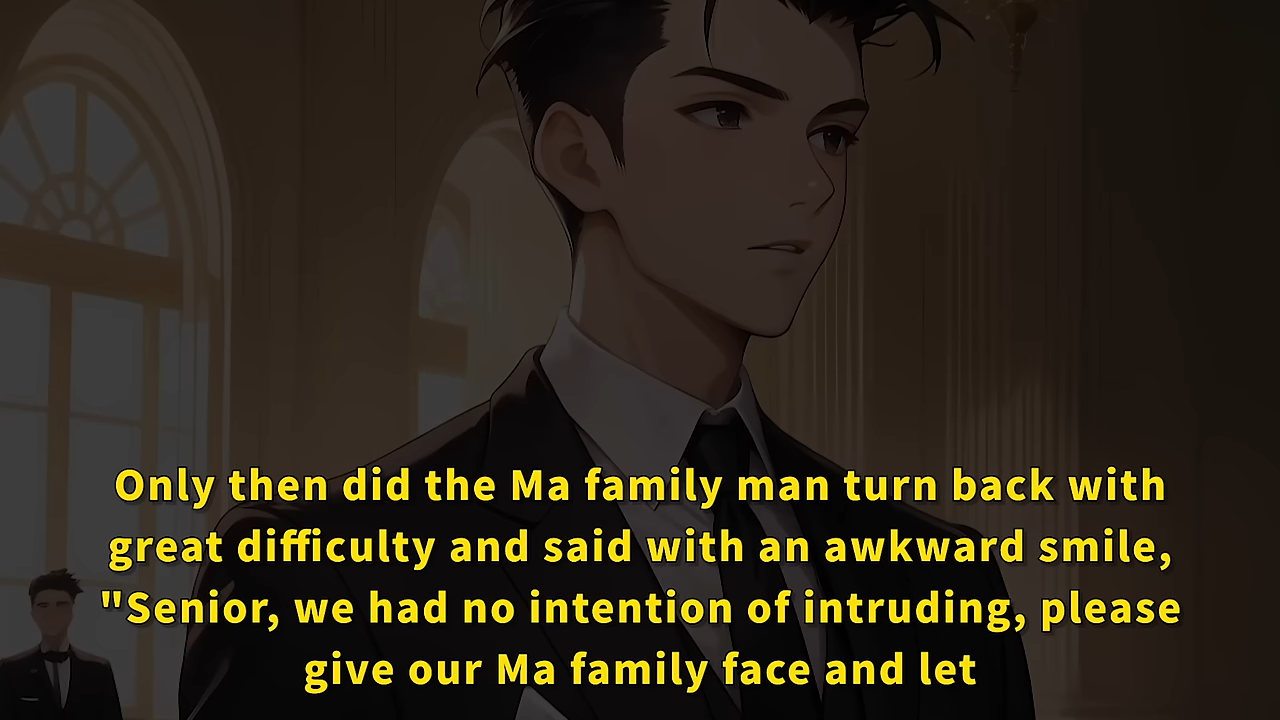 Only then did the Ma family man turn back with
great difficulty and said with an awkward smile,
"Senior, we had no intention of intruding, please
give our Ma family face and let